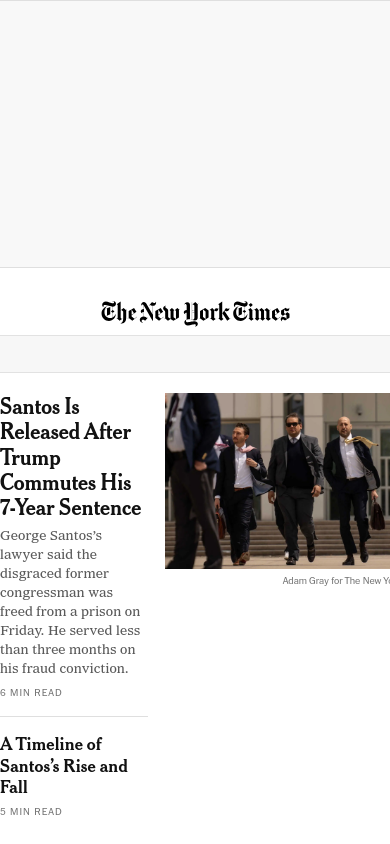 The New York Times
Santos Is
Released After
Trump
Commutes His
7-Year Sentence
George Santos’s
lawyer said the
disgraced former
congressman was
freed from a prison on
Friday. He served less
than three months on
his fraud conviction.
6 MIN READ
Adam Gray for The New
A Timeline of
Santos’s Rise and
Fall
5 MIN READ